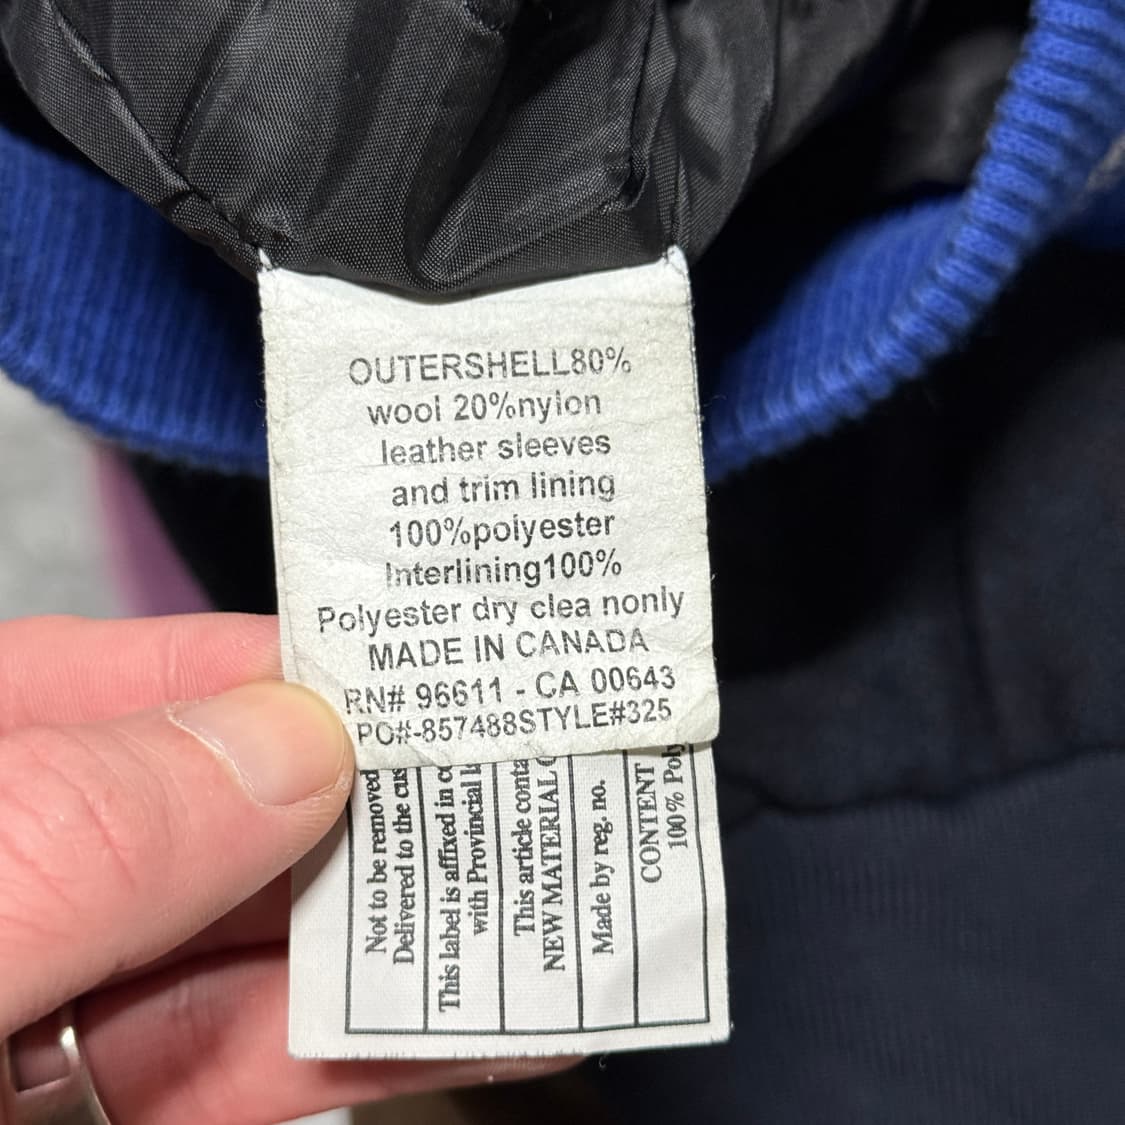 OUTERSHELL80%
wool 20%nylon
leather sleeves
and trim lining
100%polyester
Interlining100%
Polyester dry clea nonly
MADE IN CANADA
RN# 96611 - CA 00643
PO#-857488STYLE#325
Not to be removed
Delivered to the cus
This label is affixed in co
with Provincial
This article conta
NEW MATERIAL
Made by reg. no.
CONTENT
100% Poly